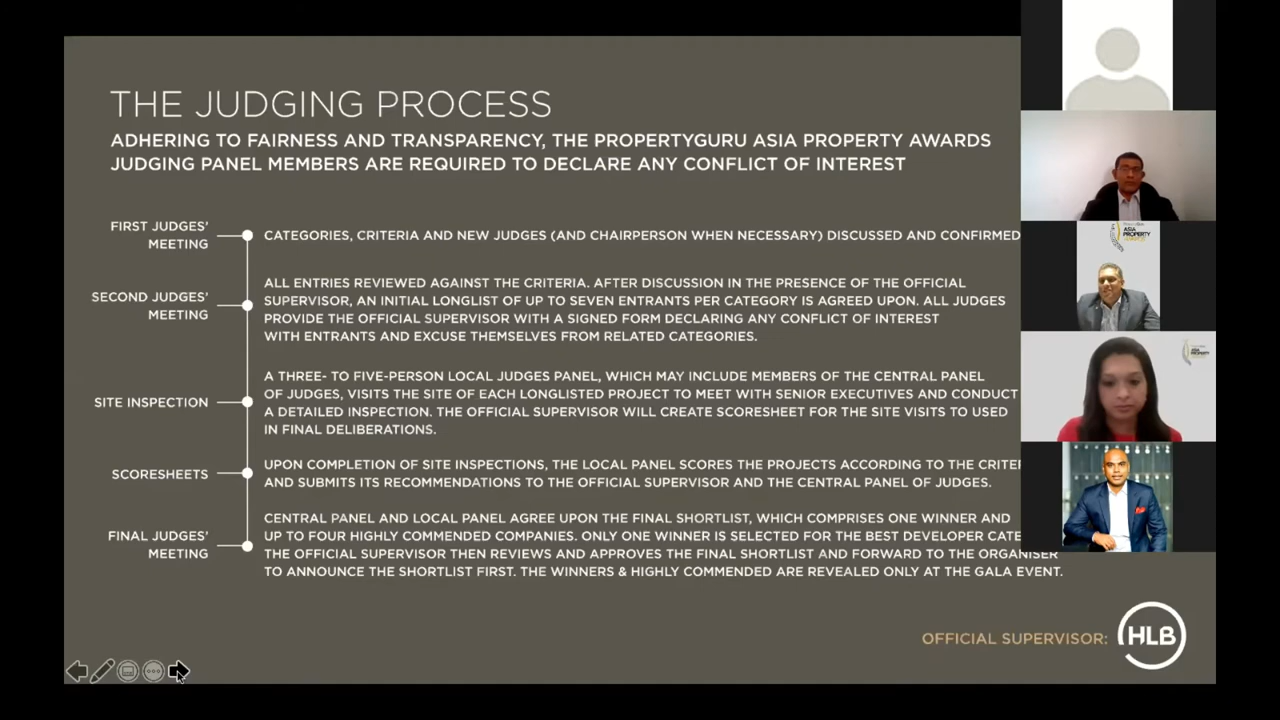 THE JUDGING PROCESS
ADHERING TO FAIRNESS AND TRANSPARENCY, THE PROPERTYGURU ASIA PROPERTY AWARDS
JUDGING PANEL MEMBERS ARE REQUIRED TO DECLARE ANY CONFLICT OF INTEREST
FIRST JUDGES'
MEETING
CATEGORIES, CRITERIA AND NEW JUDGES (AND CHAIRPERSON WHEN NECESSARY) DISCUSSED AND CONFIRMED
SECOND JUDGES'
MEETING
ALL ENTRIES REVIEWED AGAINST THE CRITERIA. AFTER DISCUSSION IN THE PRESENCE OF THE OFFICIAL
SUPERVISOR, AN INITIAL LONGLIST OF UP TO SEVEN ENTRANTS PER CATEGORY IS AGREED UPON. ALL JUDGES
PROVIDE THE OFFICIAL SUPERVISOR WITH A SIGNED FORM DECLARING ANY CONFLICT OF INTEREST
WITH ENTRANTS AND EXCUSE THEMSELVES FROM RELATED CATEGORIES.
SITE INSPECTION
A THREE- TO FIVE-PERSON LOCAL JUDGES PANEL, WHICH MAY INCLUDE MEMBERS OF THE CENTRAL PANEL
OF JUDGES, VISITS THE SITE OF EACH LONGLISTED PROJECT TO MEET WITH SENIOR EXECUTIVES AND CONDUCT
A DETAILED INSPECTION. THE OFFICIAL SUPERVISOR WILL CREATE SCORESHEET FOR THE SITE VISITS TO USED
IN FINAL DELIBERATIONS.
SCORESHEETS
UPON COMPLETION OF SITE INSPECTIONS, THE LOCAL PANEL SCORES THE PROJECTS ACCORDING TO THE
AND SUBMITS ITS RECOMMENDATIONS TO THE OFFICIAL SUPERVISOR AND THE CENTRAL PANEL OF JUDGES.
FINAL JUDGES'
MEETING
CENTRAL PANEL AND LOCAL PANEL AGREE UPON THE FINAL SHORTLIST, WHICH COMPRISES ONE WINNER AND
UP TO FOUR HIGHLY COMMENDED COMPANIES. ONLY ONE WINNER IS SELECTED FOR THE BEST DEVELOPER
THE OFFICIAL SUPERVISOR THEN REVIEWS AND APPROVES THE FINAL SHORTLIST AND FORWARD TO THE ORGANISER
TO ANNOUNCE THE SHORTLIST FIRST. THE WINNERS & HIGHLY COMMENDED ARE REVEALED ONLY AT THE GALA EVENT.
OFFICIAL SUPERVISOR:
HLB
ASIA
PROPERTY
ASIA
PROPERTY